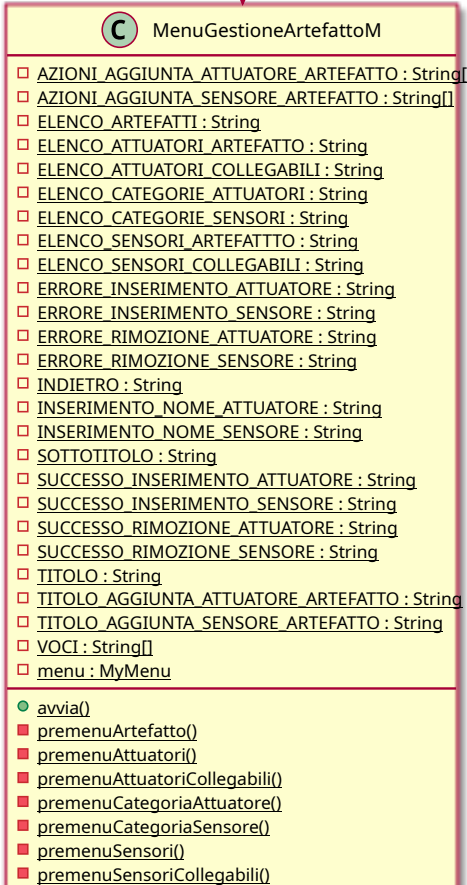 C MenuGestioneArtefattoM
AZIONI_AGGIUNTA_ATTUATORE_ARTEFATTO : String[
AZIONI_AGGIUNTA_SENSORE_ARTEFATTO : String[]
ELENCO_ARTEFATTI : String
ELENCO_ATTUATORI_ARTEFATTO : String
ELENCO_ATTUATORI_COLLEGABILI : String
ELENCO_CATEGORIE_ATTUATORI : String
ELENCO_CATEGORIE_SENSORI : String
ELENCO_SENSORI_ARTEFATTTO : String
ELENCO_SENSORI_COLLEGABILI : String
ERRORE_INSERIMENTO_ATTUATORE : String
ERRORE_INSERIMENTO_SENSORE : String
ERRORE_RIMOZIONE_ATTUATORE : String
ERRORE_RIMOZIONE_SENSORE : String
INDIETRO : String
INSERIMENTO_NOME_ATTUATORE : String
INSERIMENTO_NOME_SENSORE : String
SOTTOTITOLO : String
SUCCESSO_INSERIMENTO_ATTUATORE : String
SUCCESSO_INSERIMENTO_SENSORE : String
SUCCESSO_RIMOZIONE_ATTUATORE : String
SUCCESSO_RIMOZIONE_SENSORE : String
TITOLO : String
TITOLO_AGGIUNTA_ATTUATORE_ARTEFATTO : String
TITOLO_AGGIUNTA_SENSORE_ARTEFATTO : String
VOCI : String[]
menu : MyMenu
avvia()
premenuArtefatto()
premenuAttuatori()
premenuAttuatoriCollegabili()
premenuCategoriaAttuatore()
premenuCategoriaSensore()
premenuSensori()
premenuSensoriCollegabili()